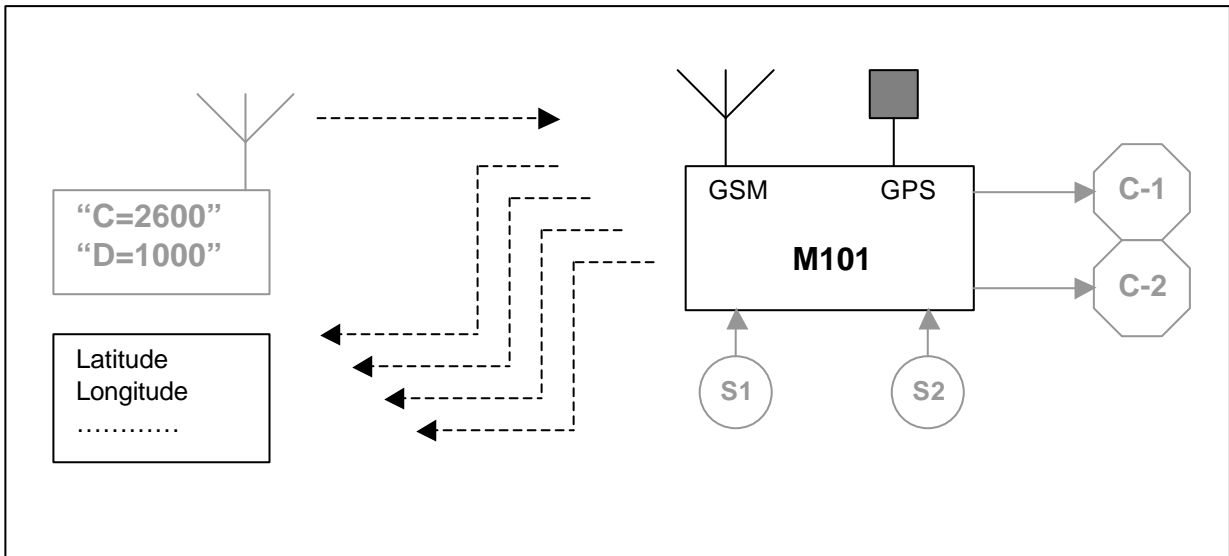 “C=2600”
“D=1000”
Latitude
Longitude
…………
GSM GPS
M101
C-1
C-2
S1 S2